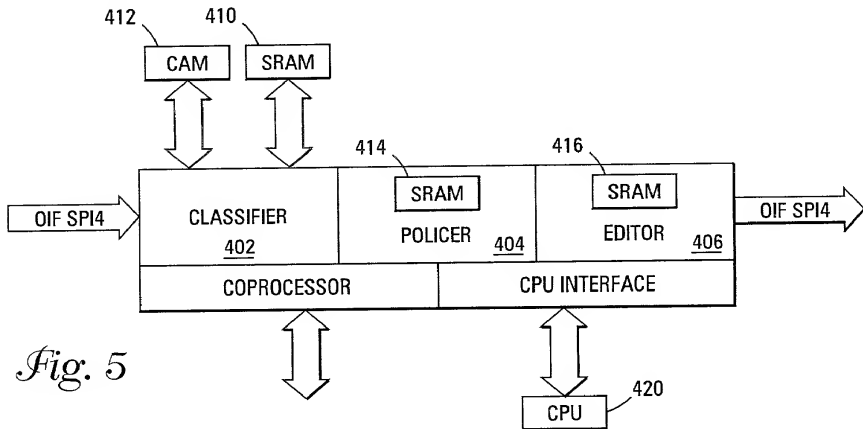 412
410
CAM
SRAM
414
416
SRAM
SRAM
OIF SPI4
CLASSIFIER
402
POLICER
404
EDITOR
406
OIF SPI4
COPROCESSOR
CPU INTERFACE
Fig. 5
CPU
420